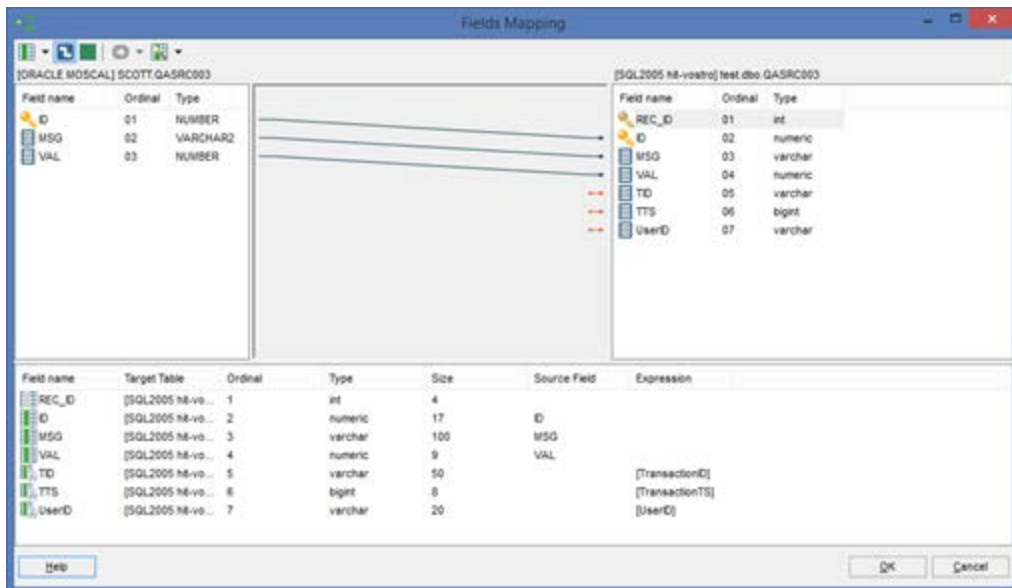 Fields Mapping
[ORACLE MOSCAL] SCOTT.QASRC003
[SQL2005 hit-vostro] test.dbo.QASRC003
Field name Ordinal Type
ID 01 NUMBER
MSG 02 VARCHAR2
VAL 03 NUMBER
Field name Ordinal Type
REC_ID 01 int
ID 02 numeric
MSG 03 varchar
VAL 04 numeric
TID 05 varchar
TTS 06 bigint
UserID 07 varchar
Field name Target Table Ordinal Type Size Source Field Expression
REC_ID [SQL2005 hit-vo... 1 int 4
ID [SQL2005 hit-vo... 2 numeric 17 ID
MSG [SQL2005 hit-vo... 3 varchar 100 MSG
VAL [SQL2005 hit-vo... 4 numeric 9 VAL
TID [SQL2005 hit-vo... 5 varchar 50 [TransactionID]
TTS [SQL2005 hit-vo... 6 bigint 8 [TransactionTS]
UserID [SQL2005 hit-vo... 7 varchar 20 [UserID]
Help OK Cancel